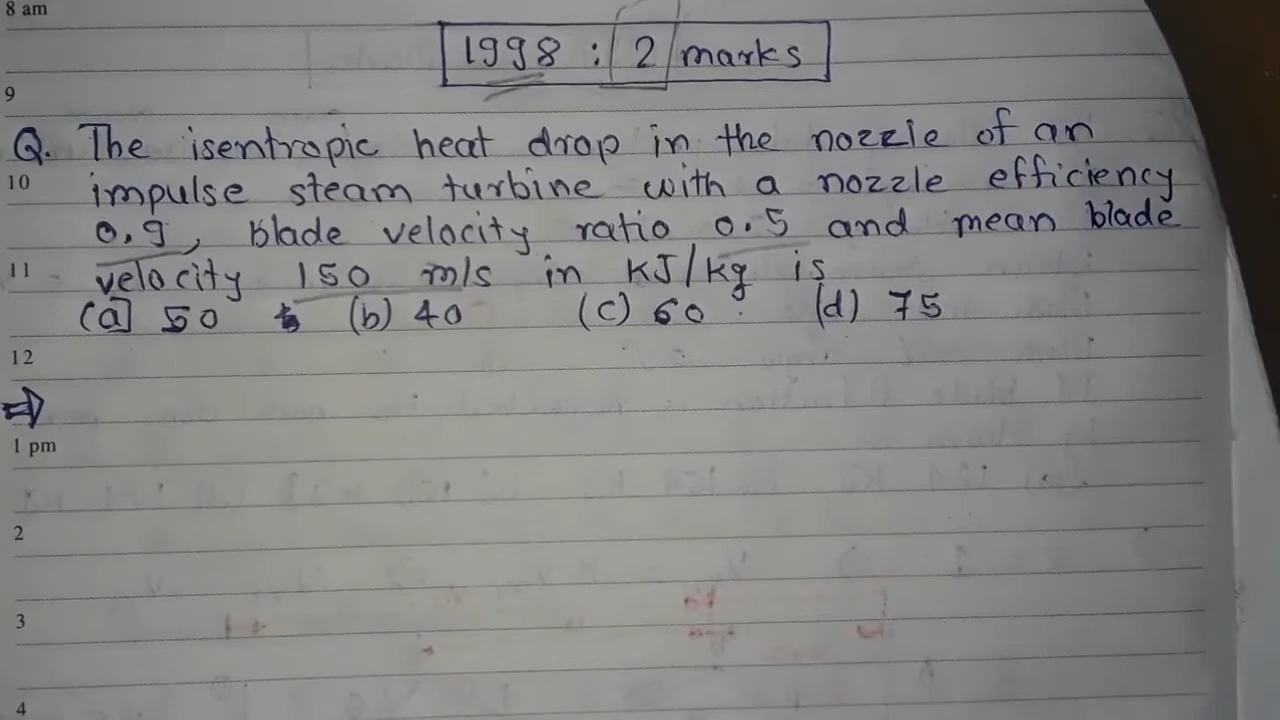 8 am
1998 : 2 marks
9
Q. The isentropic heat drop in the nozzle of an
10
impulse steam turbine with a nozzle efficiency
0.9, blade velocity ratio 0.5 and mean blade
11
velocity 150 m/s in KJ/kg is
(a) 50 (b) 40 (c) 60 (d) 75
12
1 pm
2
3
4